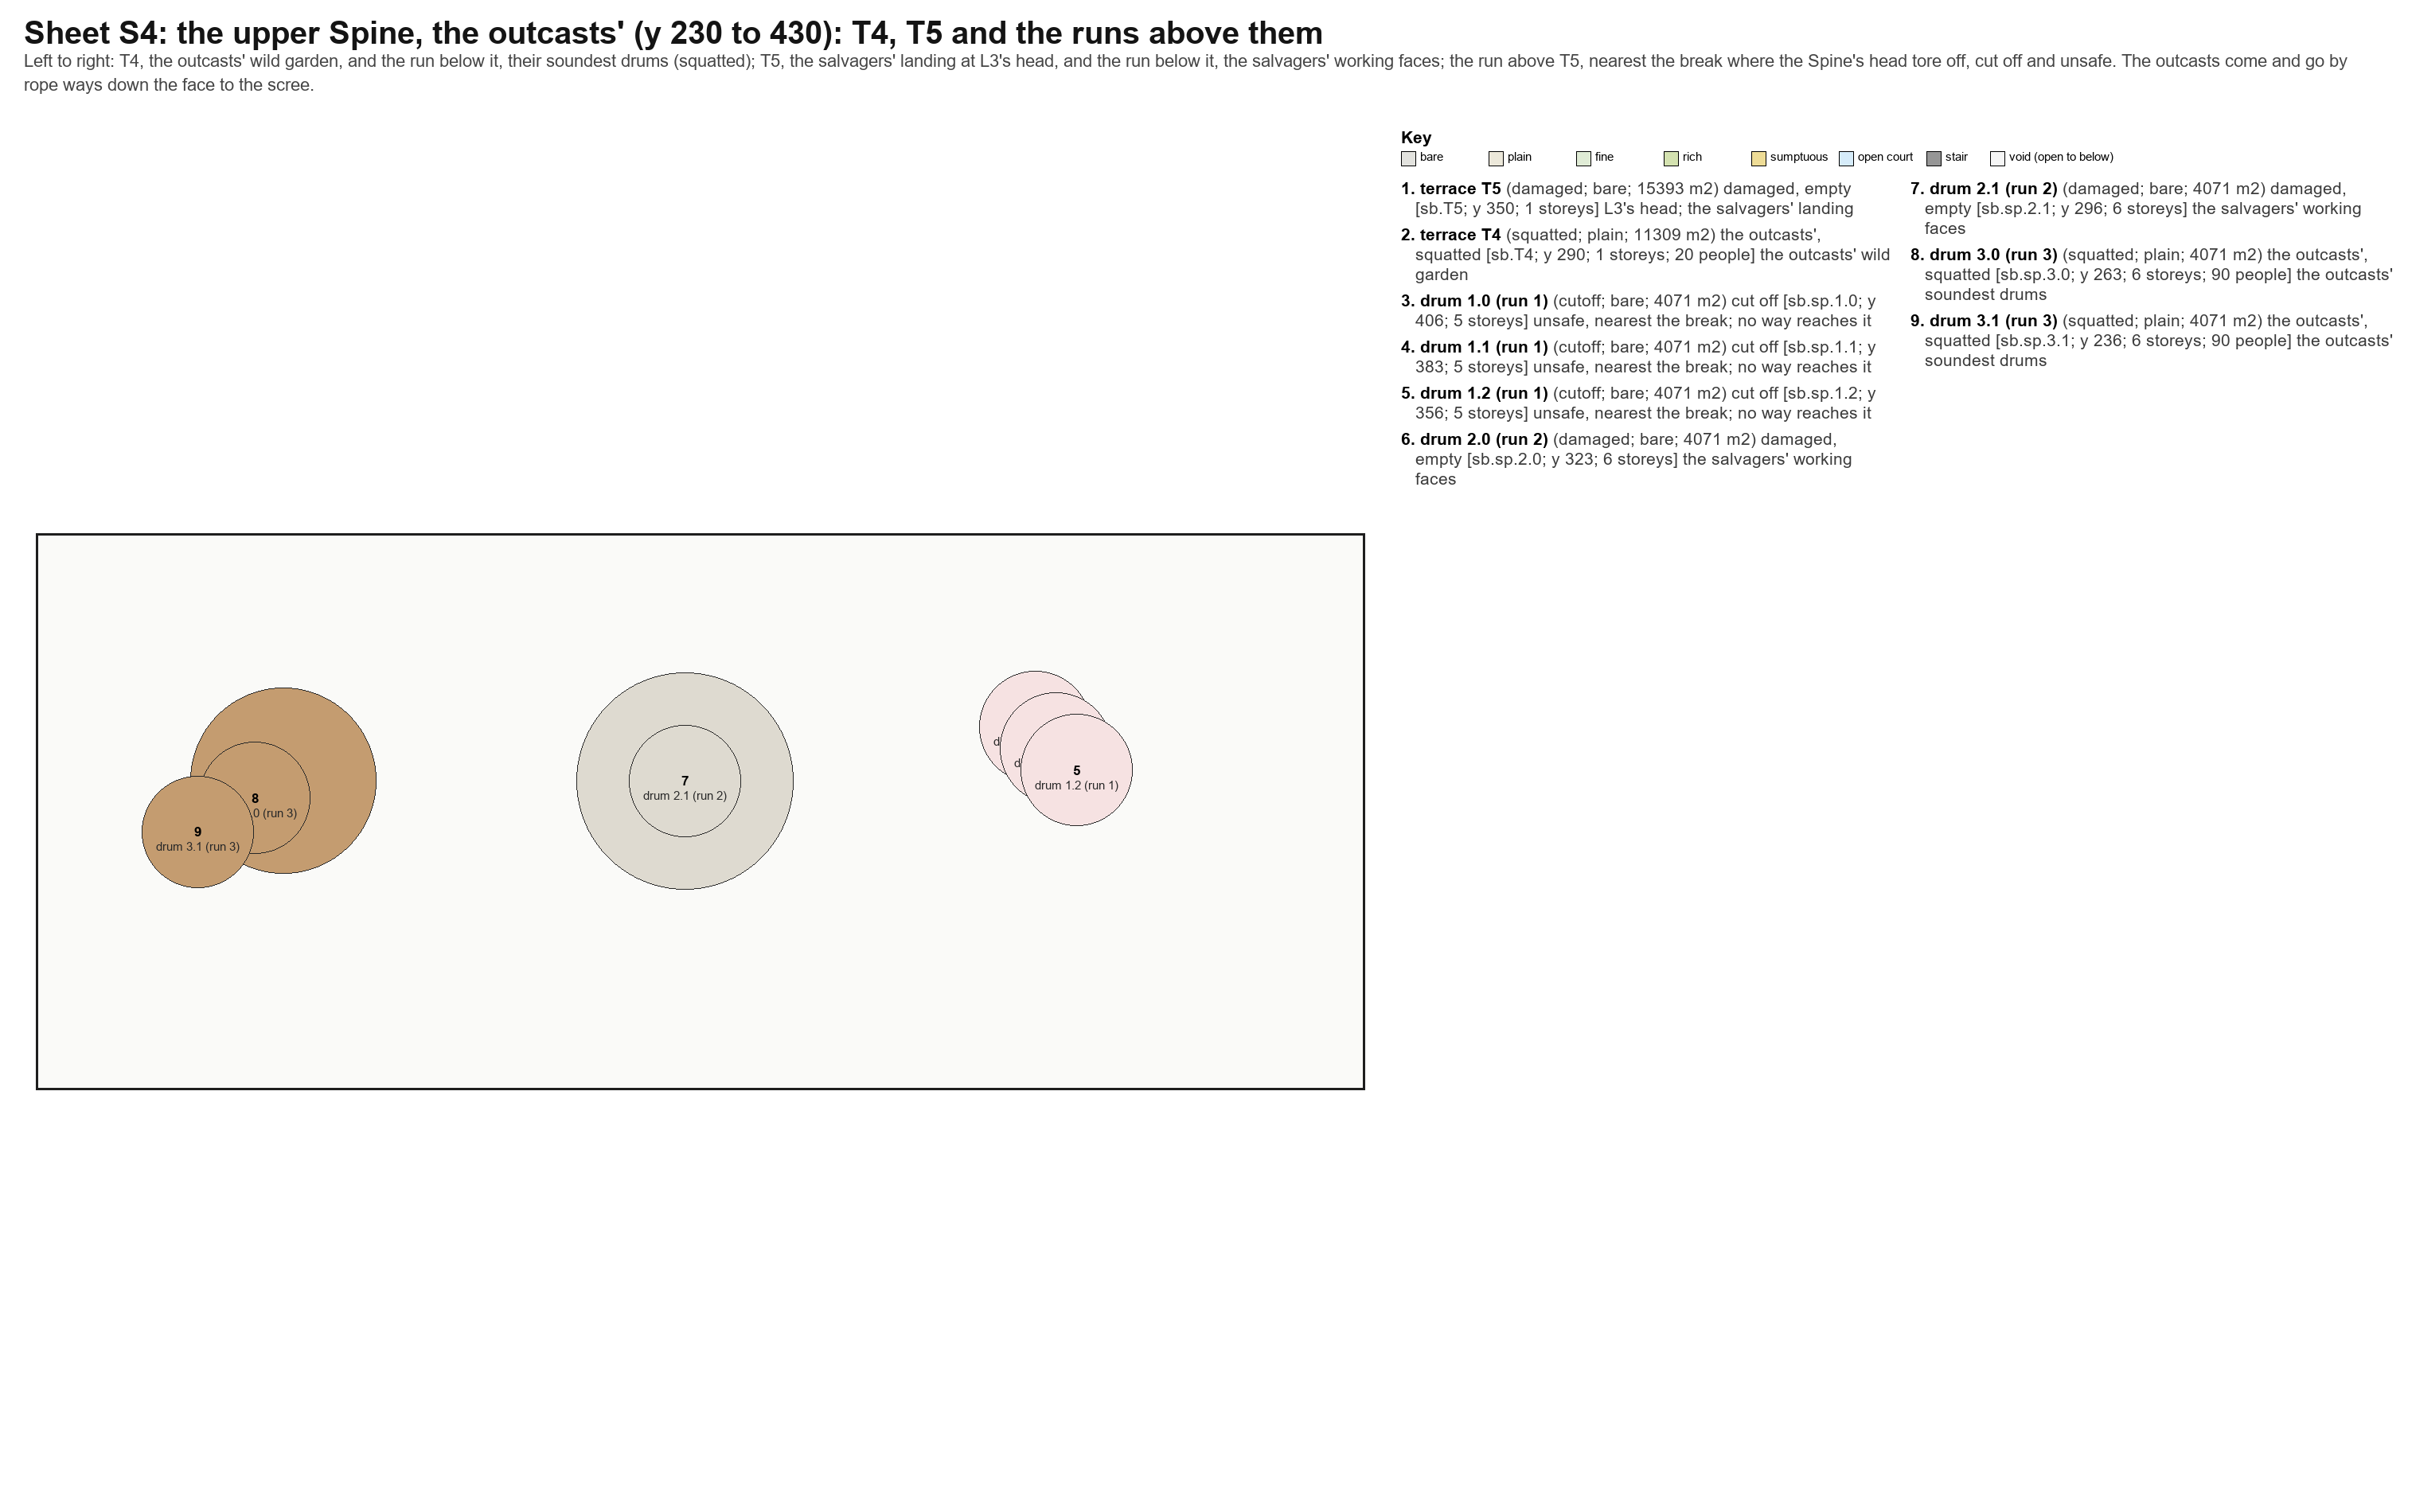 Sheet S4: the upper Spine, the outcasts' (y 230 to 430): T4, T5 and the runs above them
Left to right: T4, the outcasts' wild garden, and the run below it, their soundest drums (squatted); T5, the salvagers' landing at L3's head, and the run below it, the salvagers' working faces; the run above T5, nearest the break where the Spine's head tore off, cut off and unsafe. The outcasts come and go by
rope ways down the face to the scree.
Key
bare plain fine rich sumptuous open court stair void (open to below)
1. terrace T5 (damaged; bare; 15393 m2) damaged, empty
[sb.T5; y 350; 1 storeys] L3's head; the salvagers' landing
2. terrace T4 (squatted; plain; 11309 m2) the outcasts',
squatted [sb.T4; y 290; 1 storeys; 20 people] the outcasts' wild
garden
3. drum 1.0 (run 1) (cutoff; bare; 4071 m2) cut off [sb.sp.1.0; y
406; 5 storeys] unsafe, nearest the break; no way reaches it
4. drum 1.1 (run 1) (cutoff; bare; 4071 m2) cut off [sb.sp.1.1; y
383; 5 storeys] unsafe, nearest the break; no way reaches it
5. drum 1.2 (run 1) (cutoff; bare; 4071 m2) cut off [sb.sp.1.2; y
356; 5 storeys] unsafe, nearest the break; no way reaches it
6. drum 2.0 (run 2) (damaged; bare; 4071 m2) damaged,
empty [sb.sp.2.0; y 323; 6 storeys] the salvagers' working
faces
7. drum 2.1 (run 2) (damaged; bare; 4071 m2) damaged,
empty [sb.sp.2.1; y 296; 6 storeys] the salvagers' working
faces
8. drum 3.0 (run 3) (squatted; plain; 4071 m2) the outcasts',
squatted [sb.sp.3.0; y 263; 6 storeys; 90 people] the outcasts'
soundest drums
9. drum 3.1 (run 3) (squatted; plain; 4071 m2) the outcasts',
squatted [sb.sp.3.1; y 236; 6 storeys; 90 people] the outcasts'
soundest drums
d
d
5
drum 1.2 (run 1)
7
drum 2.1 (run 2)
8
0 (run 3)
9
drum 3.1 (run 3)